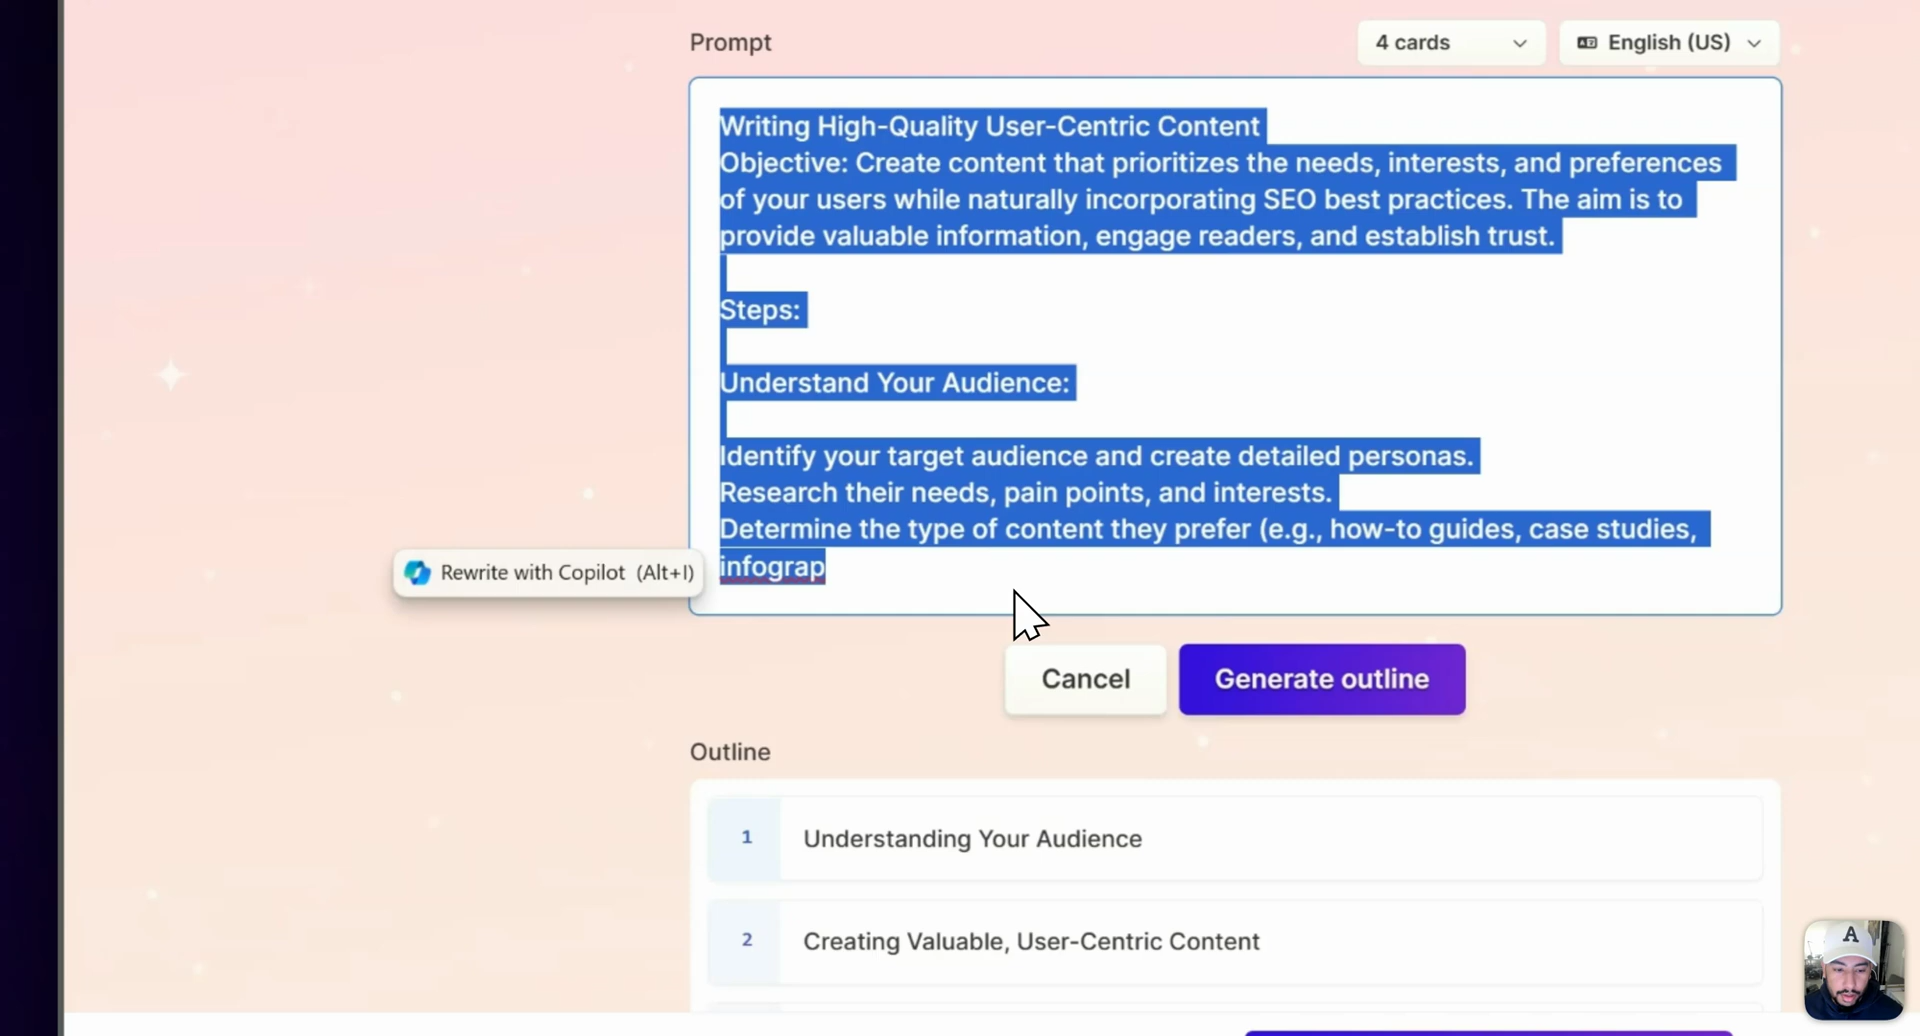 Prompt
4 cards
English (US)
Writing High-Quality User-Centric Content
Objective: Create content that prioritizes the needs, interests, and preferences
of your users while naturally incorporating SEO best practices. The aim is to
provide valuable information, engage readers, and establish trust.
Steps:
Understand Your Audience:
Identify your target audience and create detailed personas.
Research their needs, pain points, and interests.
Determine the type of content they prefer (e.g., how-to guides, case studies,
infograp
Rewrite with Copilot (Alt+I)
Cancel
Generate outline
Outline
1
Understanding Your Audience
2
Creating Valuable, User-Centric Content
A